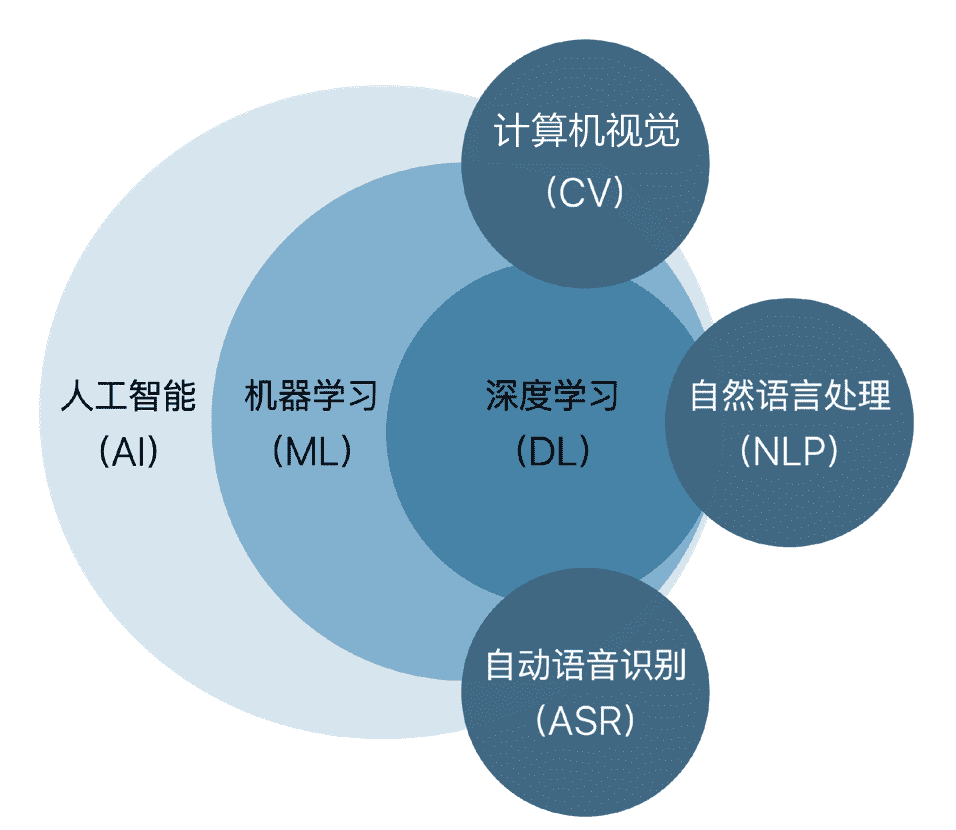 计算机视觉
(CV)
人工智能
(AI)
机器学习
(ML)
深度学习
(DL)
自然语言处理
(NLP)
自动语音识别
(ASR)